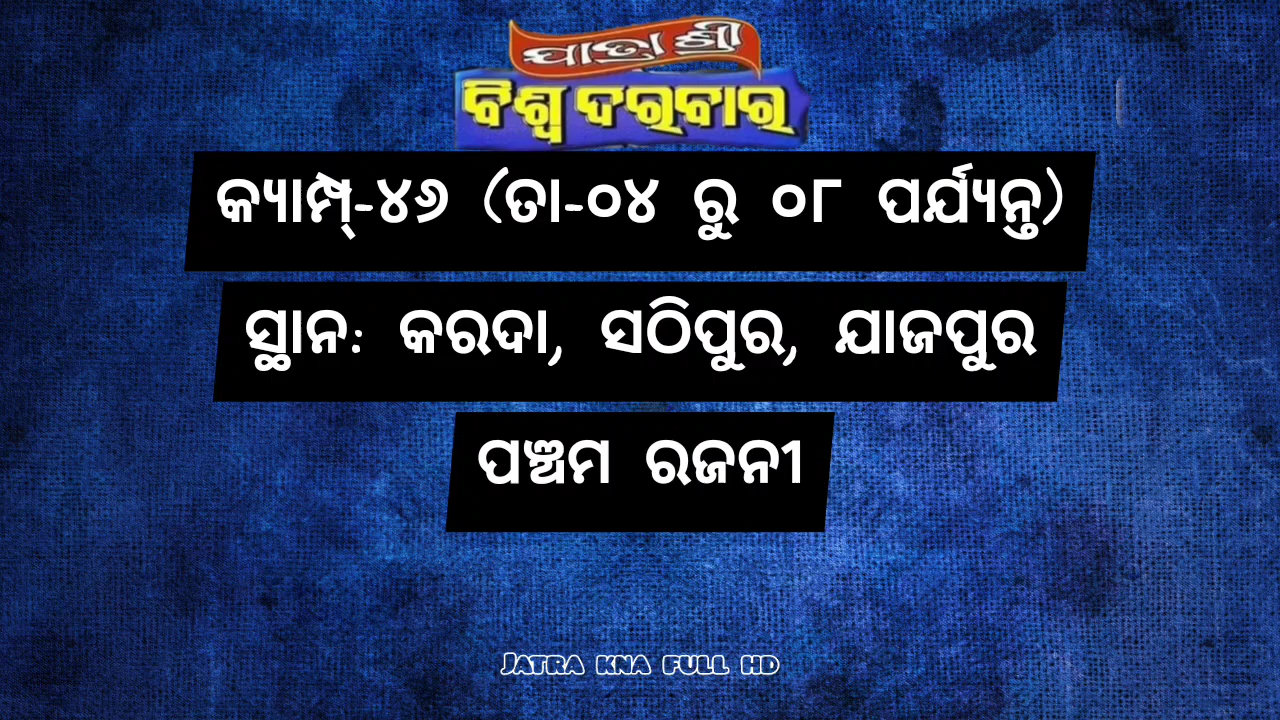 ଯାତ୍ରା ଶ୍ରୀ
ବିଶ୍ୱ ଦରବାର
କ୍ୟାମ୍ପ୍-୪୬ (ତା-୦୪ ରୁ ୦୮ ପର୍ଯ୍ୟନ୍ତ)
ସ୍ଥାନ: କରଦା, ସଠିପୁର, ଯାଜପୁର
ପଞ୍ଚମ ରଜନୀ
Jatra kna full hd